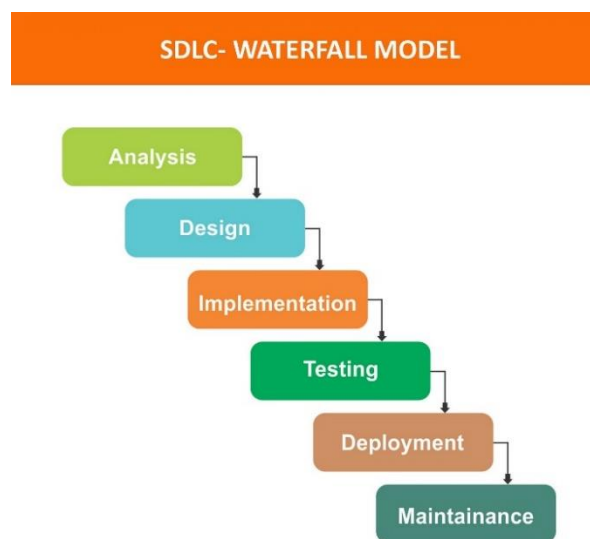 SDLC- WATERFALL MODEL
Analysis
Design
Implementation
Testing
Deployment
Maintainance